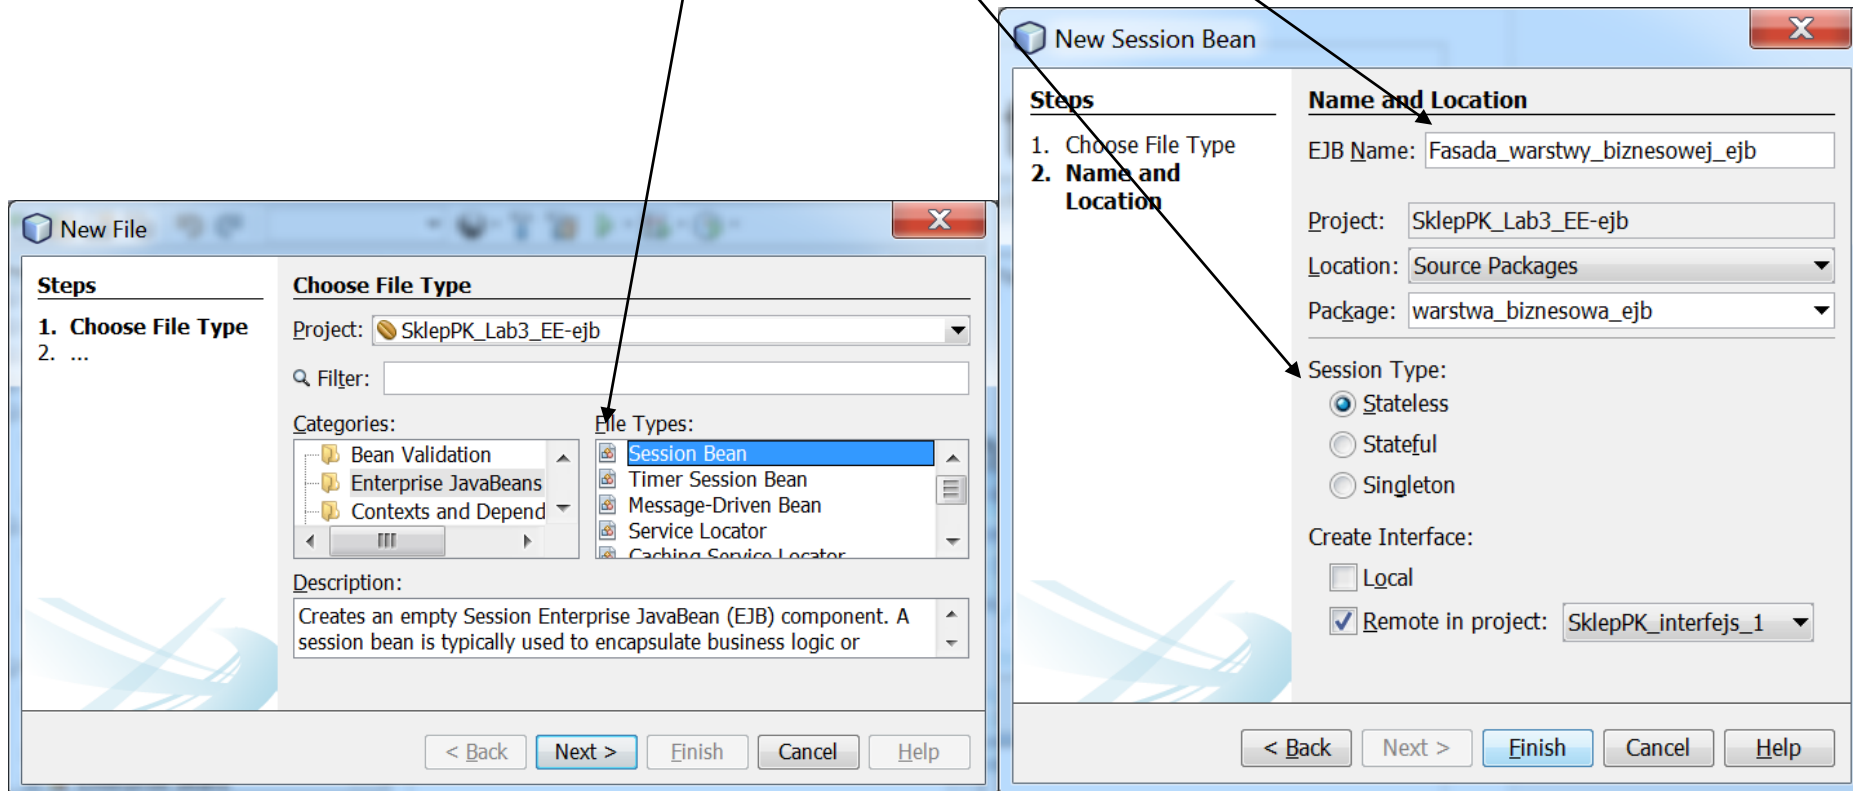 New File
Steps
1. Choose File Type
2. ...
Choose File Type
Project: SklepPK_Lab3_EE-ejb
Filter:
Categories:
Bean Validation
Enterprise JavaBeans
Contexts and Depend
File Types:
Session Bean
Timer Session Bean
Message-Driven Bean
Service Locator
Caching Service Locator
Description:
Creates an empty Session Enterprise JavaBean (EJB) component. A
session bean is typically used to encapsulate business logic or
< Back Next > Finish Cancel Help
New Session Bean
Steps
1. Choose File Type
2. Name and
Location
Name and Location
EJB Name: Fasada_warstwy_biznesowej_ejb
Project: SklepPK_Lab3_EE-ejb
Location: Source Packages
Package: warstwa_biznesowa_ejb
Session Type:
Stateless
Stateful
Singleton
Create Interface:
Local
Remote in project: SklepPK_interfejs_1
< Back Next > Finish Cancel Help